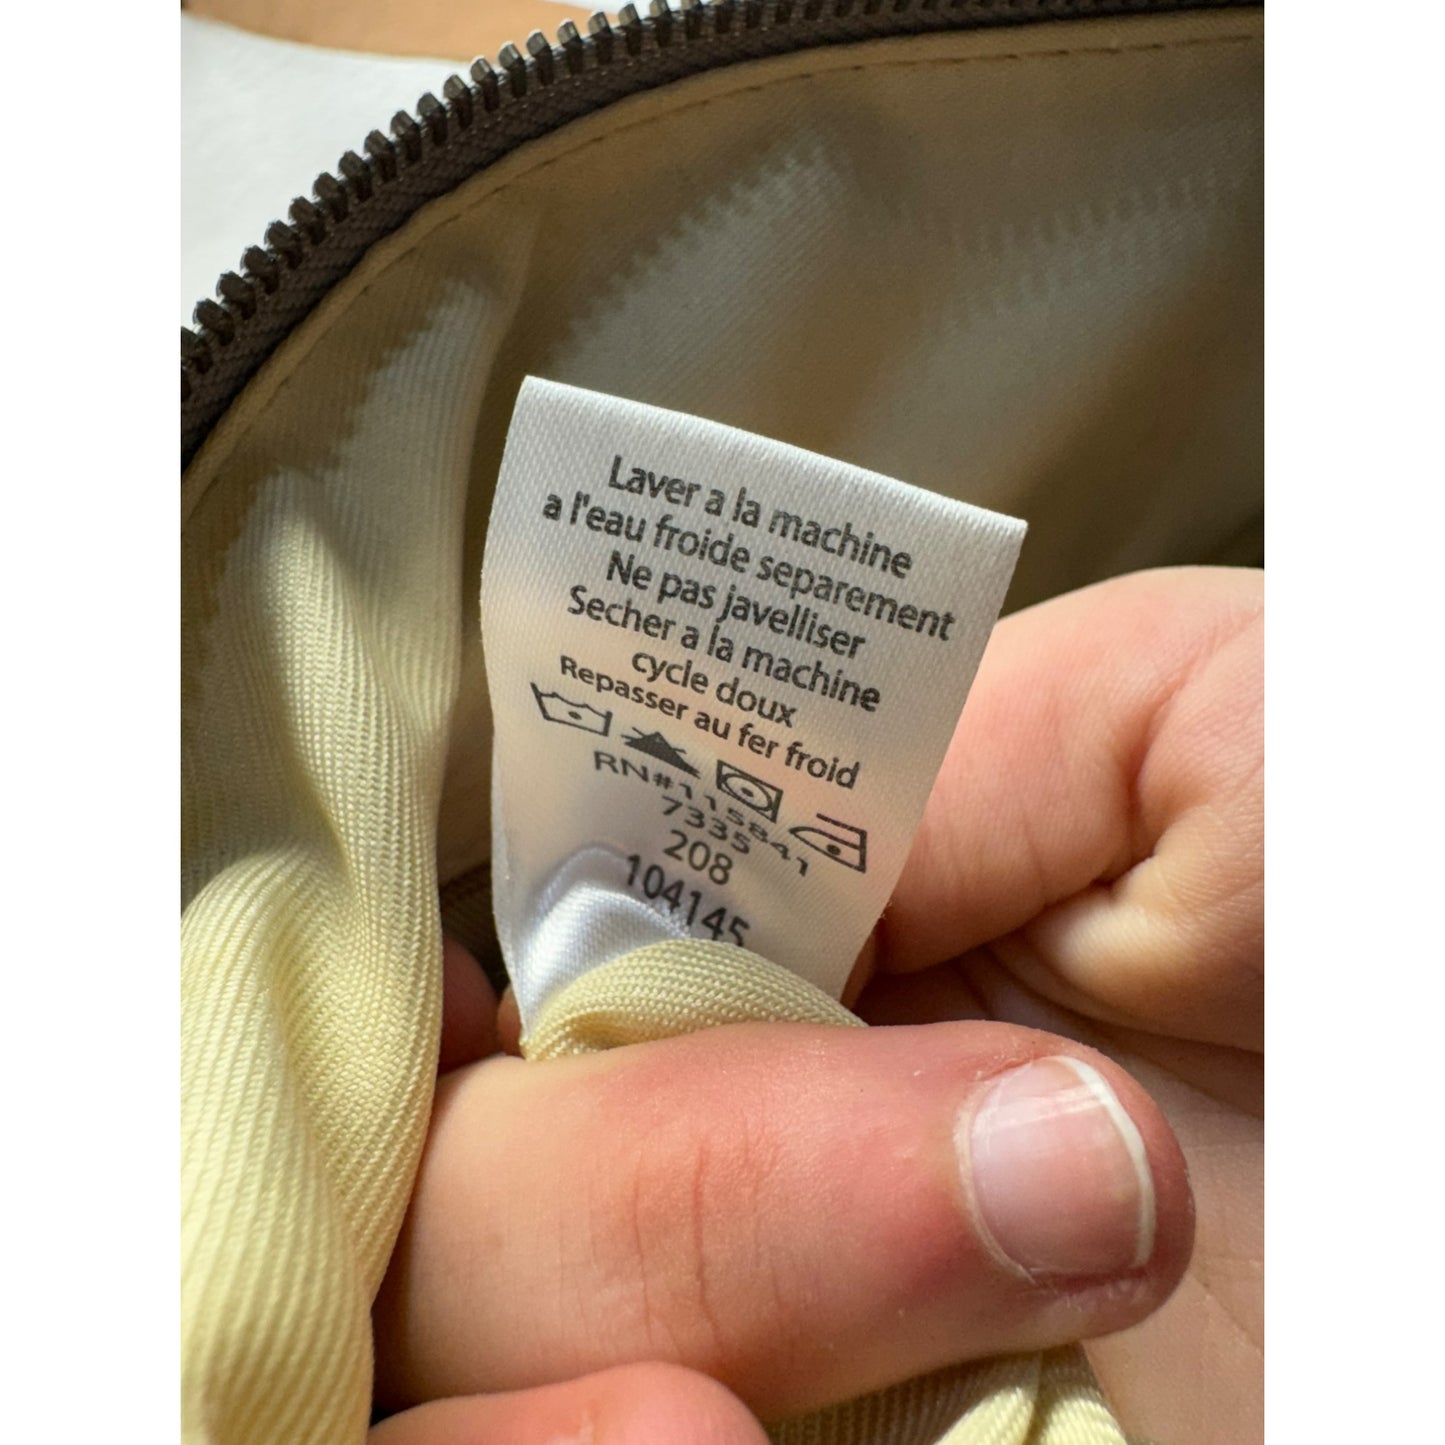 Laver a la machine
a l'eau froide separement
Ne pas javelliser
Secher a la machine
cycle doux
Repasser au fer froid
RN#115841
733541
208
104145